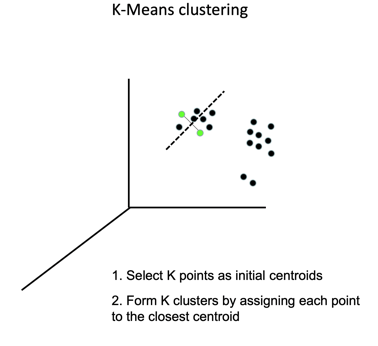 K-Means clustering
1. Select K points as initial centroids
2. Form K clusters by assigning each point
to the closest centroid